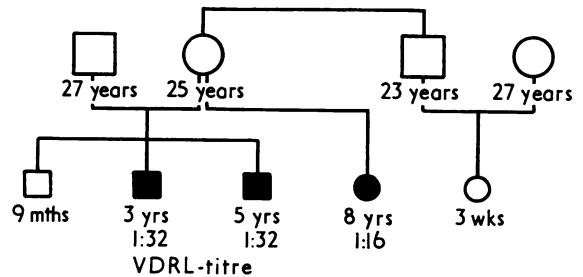 27 years 25 years 23 years 27 years
9 mths 3 yrs 5 yrs 8 yrs 3 wks
1:32 1:32 1:16
VDRL-titre